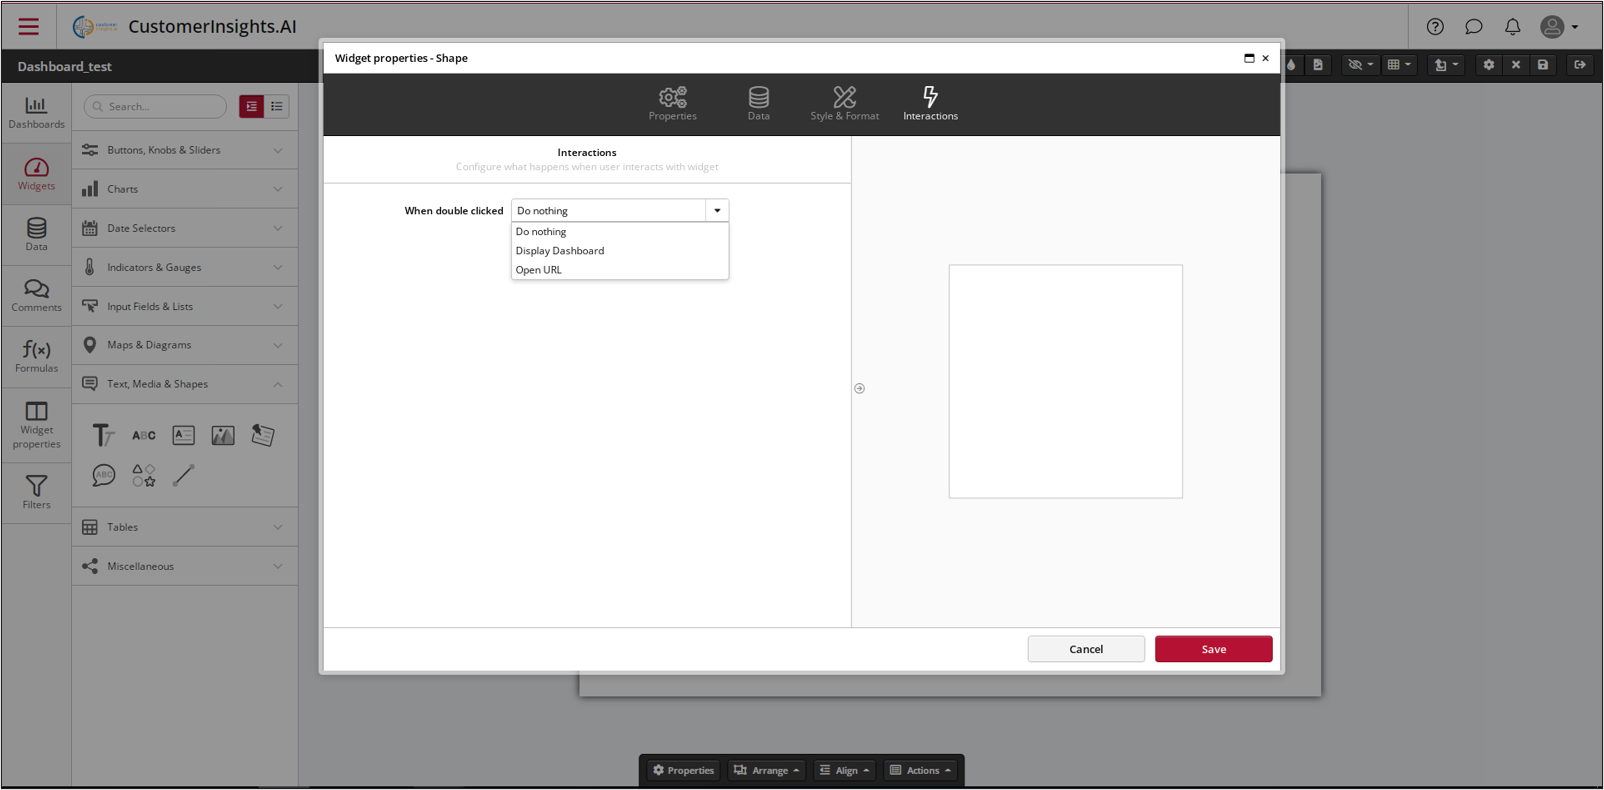 CustomerInsights.AI
Dashboard_test
Dashboards
Widgets
Data
Comments
f(x)
Formulas
Widget
properties
Filters
Search...
Buttons, Knobs & Sliders
Charts
Date Selectors
Indicators & Gauges
Input Fields & Lists
Maps & Diagrams
Text, Media & Shapes
ABC
ABC
Tables
Miscellaneous
Widget properties - Shape
Properties
Data
Style & Format
Interactions
Interactions
Configure what happens when user interacts with widget
When double clicked
Do nothing
Do nothing
Display Dashboard
Open URL
Cancel
Save
Properties
Arrange
Align
Actions